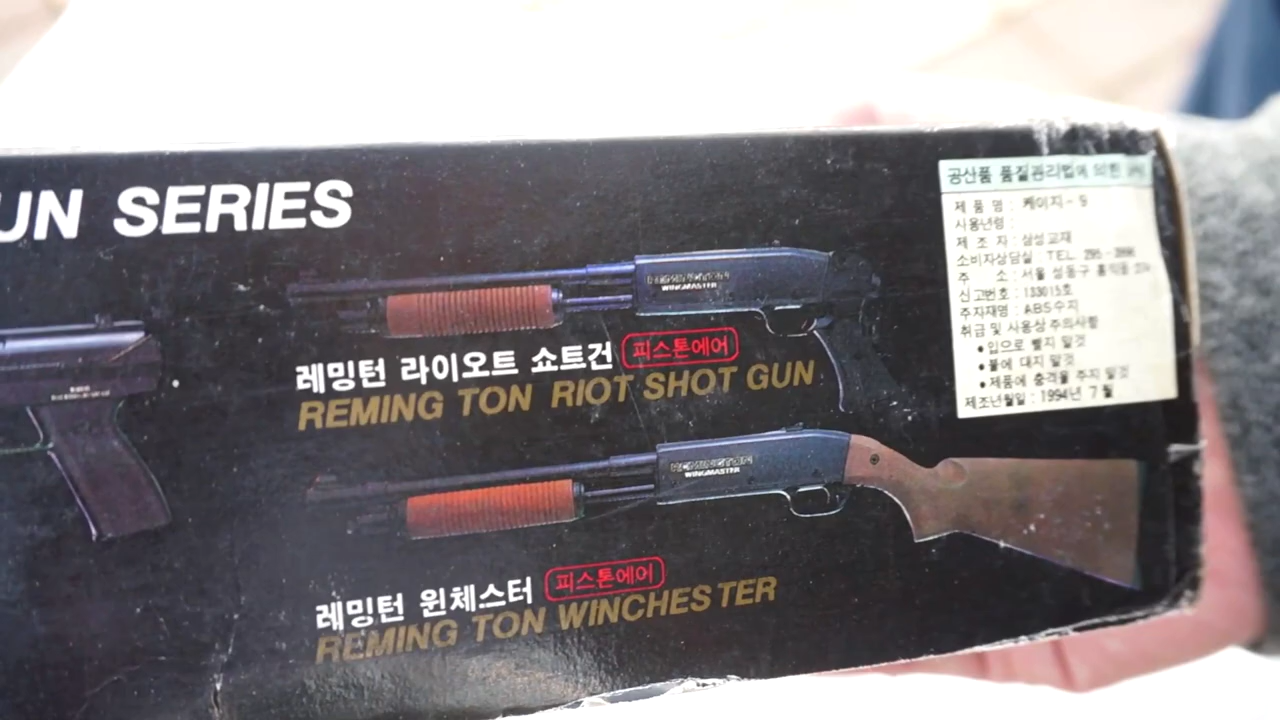 UN SERIES
WINGMASTER
레밍턴 라이오트 쇼트건 피스톤에어
REMING TON RIOT SHOT GUN
REMINGTON
WINGMASTER
레밍턴 윈체스터 피스톤에어
REMING TON WINCHESTER
공산품 품질관리법에 의한
제 품 명 : 케이지-9
사용년령 :
제 조 자 : 삼성교재
소비자상담실 : TEL
주 소 : 서울 성동구 홍익동
신고번호 : 133015호
주자재명 : ABS수지
취급 및 사용상 주의사항
●입으로 빨지 말것
●불에 대지 말것
●제품에 충격을 주지 말것
제조년월일 : 1994년 7월